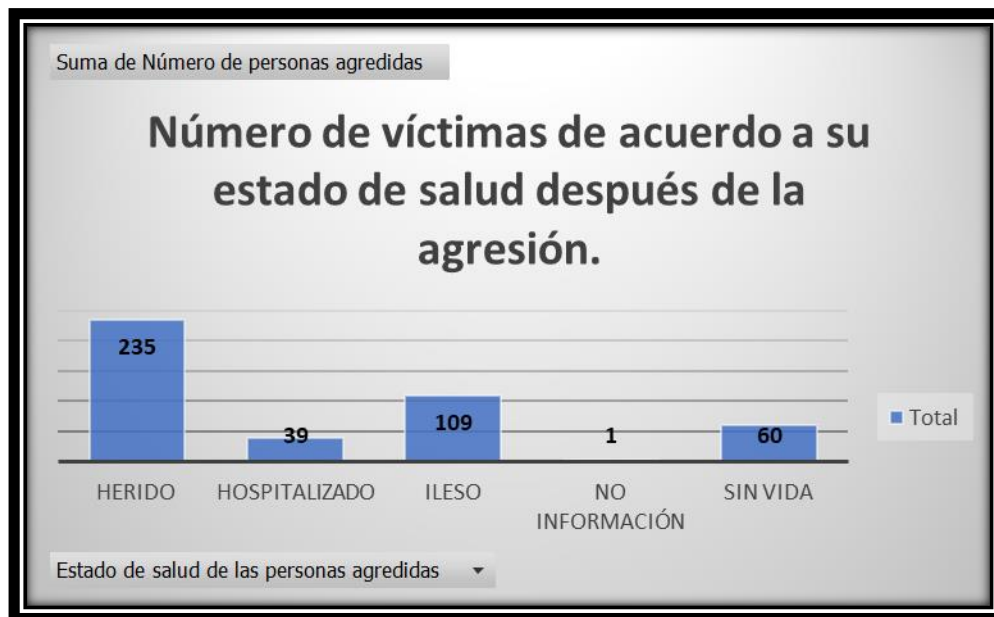 Suma de Número de personas agredidas
Número de víctimas de acuerdo a su
estado de salud después de la
agresión.
235
39
109
1
60
Total
HERIDO
HOSPITALIZADO
ILESO
NO
INFORMACIÓN
SIN VIDA
Estado de salud de las personas agredidas